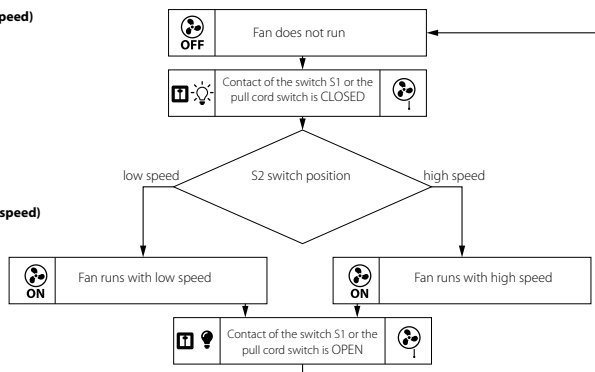 peed)
OFF
Fan does not run
Contact of the switch S1 or the
pull cord switch is CLOSED
low speed
S2 switch position
high speed
speed)
ON
Fan runs with low speed
ON
Fan runs with high speed
Contact of the switch S1 or the
pull cord switch is OPEN